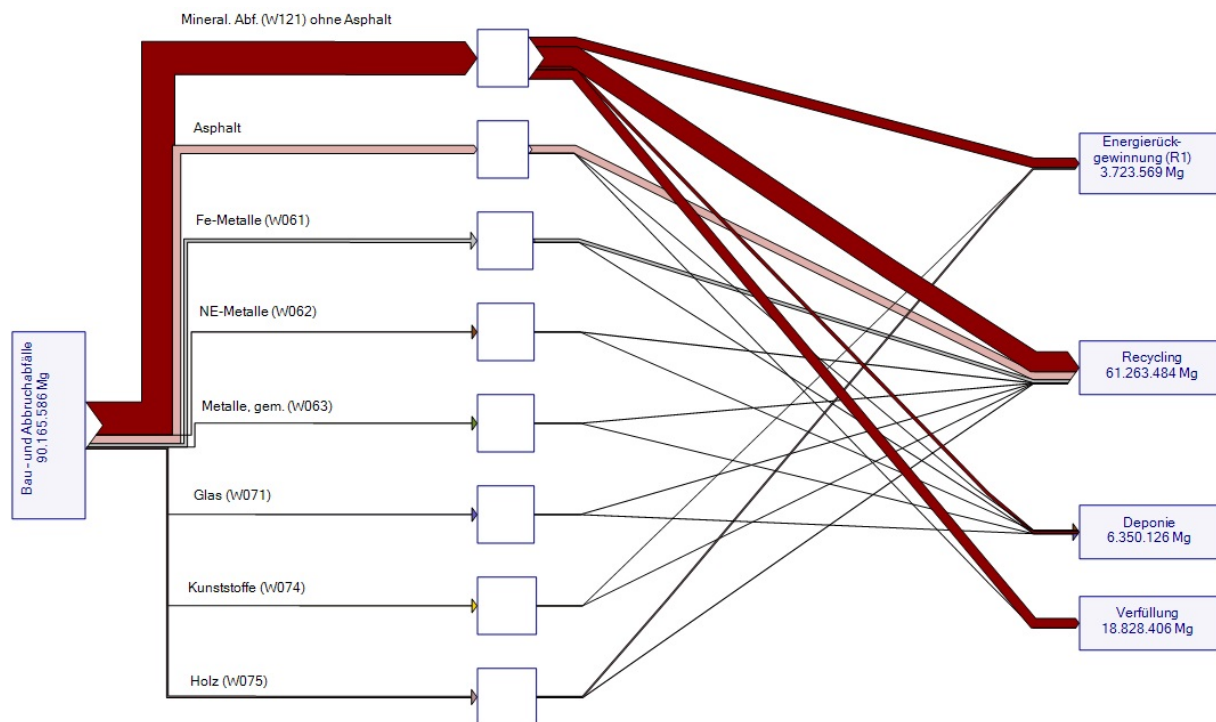 Mineral. Abf. (W121) ohne Asphalt
Asphalt
Fe-Metalle (W061)
NE-Metalle (W062)
Metalle, gem. (W063)
Glas (W071)
Kunststoffe (W074)
Holz (W075)
Bau – und Abbruchabfälle
90.165.586 Mg
Energierück-
gewinnung (R1)
3.723.569 Mg
Recycling
61.263.484 Mg
Deponie
6.350.126 Mg
Verfüllung
18.828.406 Mg